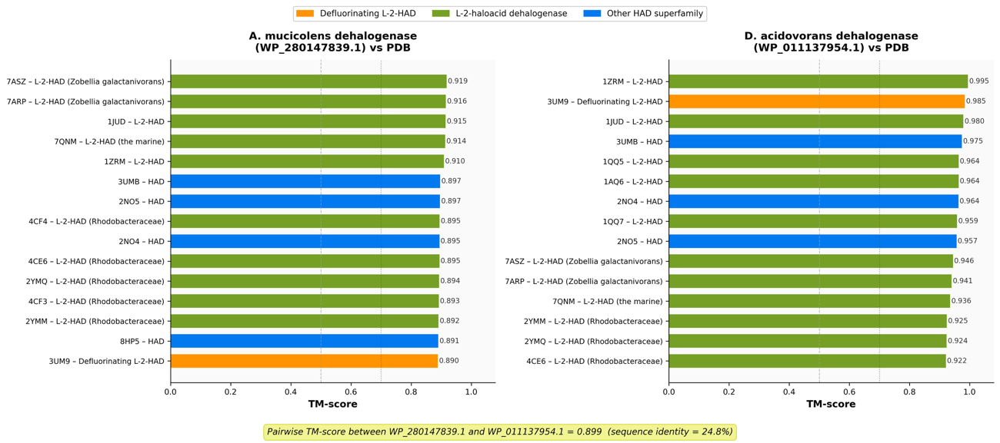 Defluorinating L-2-HAD
L-2-haloacid dehalogenase
Other HAD superfamily
A. mucicolens dehalogenase
(WP_280147839.1) vs PDB
7ASZ – L-2-HAD (Zobellia galactanivorans)
0.919
7ARP – L-2-HAD (Zobellia galactanivorans)
0.916
1JUD – L-2-HAD
0.915
7QNM – L-2-HAD (the marine)
0.914
1ZRM – L-2-HAD
0.910
3UMB – HAD
0.897
2NO5 – HAD
0.897
4CF4 – L-2-HAD (Rhodobacteraceae)
0.895
2NO4 – HAD
0.895
4CE6 – L-2-HAD (Rhodobacteraceae)
0.895
2YMQ – L-2-HAD (Rhodobacteraceae)
0.894
4CF3 – L-2-HAD (Rhodobacteraceae)
0.893
2YMM – L-2-HAD (Rhodobacteraceae)
0.892
8HP5 – HAD
0.891
3UM9 – Defluorinating L-2-HAD
0.890
0.0 0.2 0.4 0.6 0.8 1.0
TM-score
D. acidovorans dehalogenase
(WP_011137954.1) vs PDB
1ZRM – L-2-HAD
0.995
3UM9 – Defluorinating L-2-HAD
0.985
1JUD – L-2-HAD
0.980
3UMB – HAD
0.975
1QQ5 – L-2-HAD
0.964
1AQ6 – L-2-HAD
0.964
2NO4 – HAD
0.964
1QQ7 – L-2-HAD
0.959
2NO5 – HAD
0.957
7ASZ – L-2-HAD (Zobellia galactanivorans)
0.946
7ARP – L-2-HAD (Zobellia galactanivorans)
0.941
7QNM – L-2-HAD (the marine)
0.936
2YMM – L-2-HAD (Rhodobacteraceae)
0.925
2YMQ – L-2-HAD (Rhodobacteraceae)
0.924
4CE6 – L-2-HAD (Rhodobacteraceae)
0.922
0.0 0.2 0.4 0.6 0.8 1.0
TM-score
Pairwise TM-score between WP_280147839.1 and WP_011137954.1 = 0.899 (sequence identity = 24.8%)